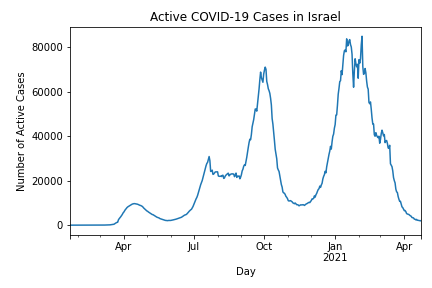 Active COVID-19 Cases in Israel
Number of Active Cases
80000
60000
40000
20000
0
Apr
Jul
Oct
Jan
2021
Apr
Day